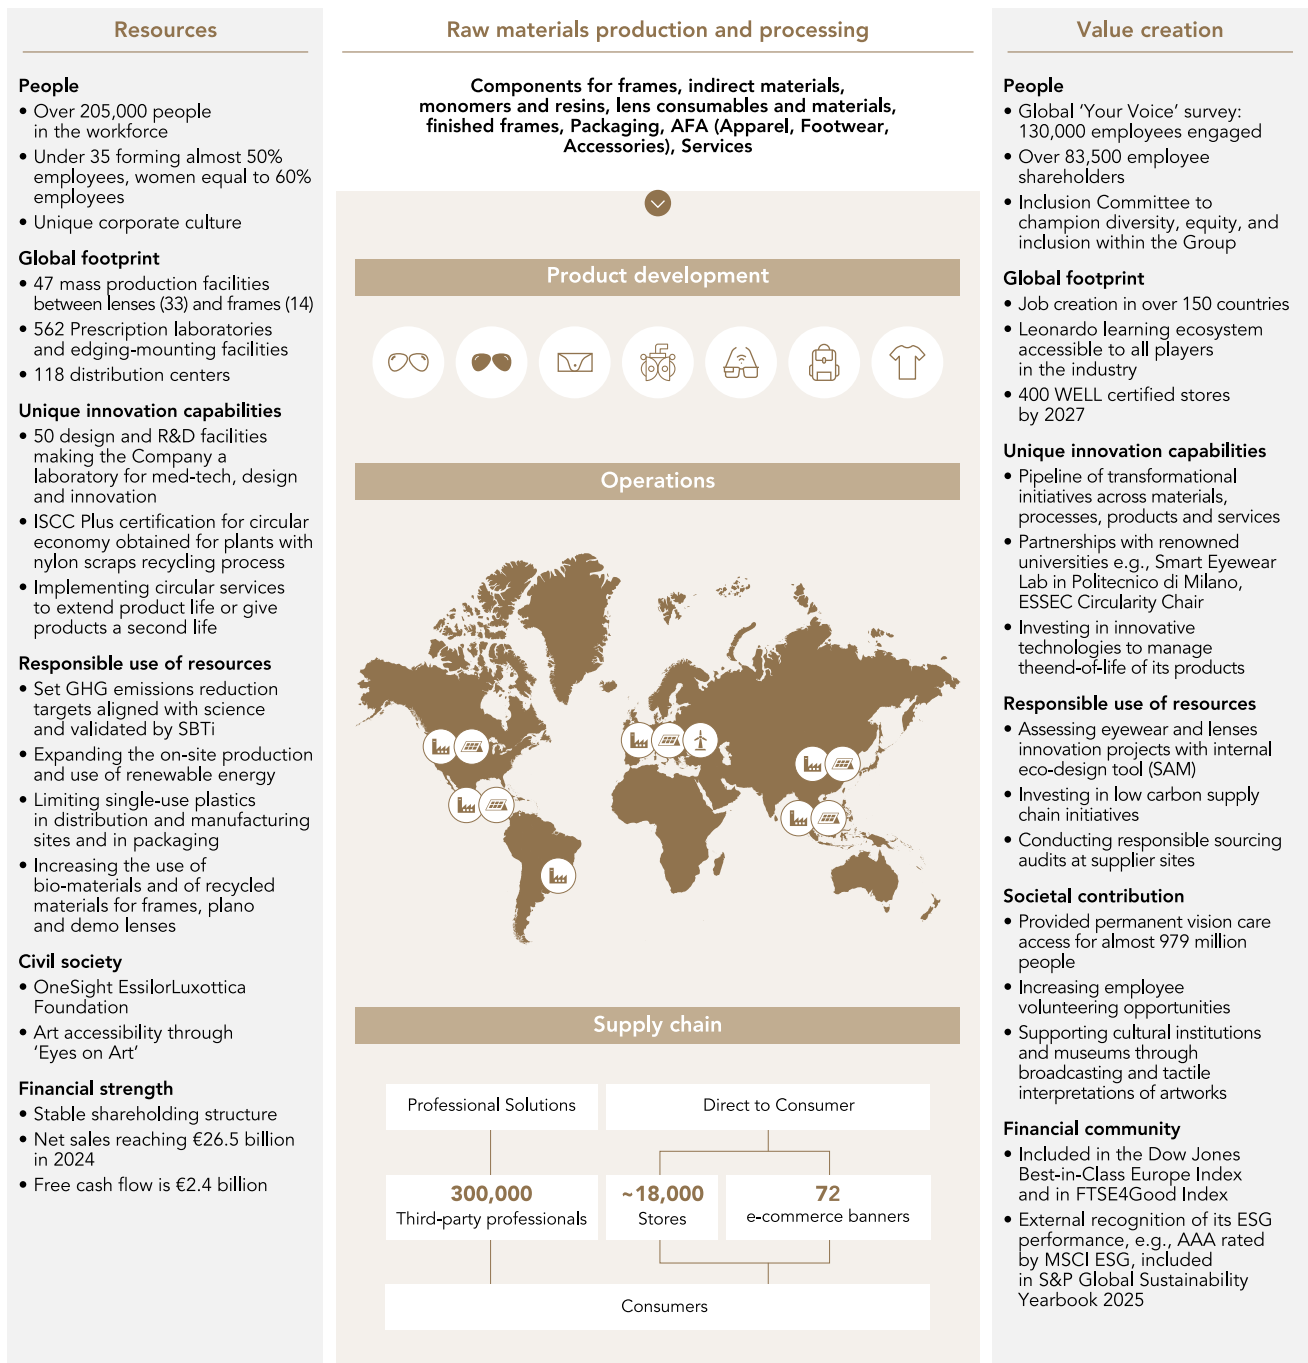 Resources
People
• Over 205,000 people
in the workforce
• Under 35 forming almost 50%
employees, women equal to 60%
employees
• Unique corporate culture
Global footprint
• 47 mass production facilities
between lenses (33) and frames (14)
• 562 Prescription laboratories
and edging-mounting facilities
• 118 distribution centers
Unique innovation capabilities
• 50 design and R&D facilities
making the Company a
laboratory for med-tech, design
and innovation
• ISCC Plus certification for circular
economy obtained for plants with
nylon scraps recycling process
• Implementing circular services
to extend product life or give
products a second life
Responsible use of resources
• Set GHG emissions reduction
targets aligned with science
and validated by SBTi
• Expanding the on-site production
and use of renewable energy
• Limiting single-use plastics
in distribution and manufacturing
sites and in packaging
• Increasing the use of
bio-materials and of recycled
materials for frames, plano
and demo lenses
Civil society
• OneSight EssilorLuxottica
Foundation
• Art accessibility through
‘Eyes on Art’
Financial strength
• Stable shareholding structure
• Net sales reaching €26.5 billion
in 2024
• Free cash flow is €2.4 billion
Raw materials production and processing
Components for frames, indirect materials,
monomers and resins, lens consumables and materials,
finished frames, Packaging, AFA (Apparel, Footwear,
Accessories), Services
Product development
Operations
Supply chain
Professional Solutions
Direct to Consumer
300,000
Third-party professionals
~18,000
Stores
72
e-commerce banners
Consumers
Value creation
People
• Global ‘Your Voice’ survey:
130,000 employees engaged
• Over 83,500 employee
shareholders
• Inclusion Committee to
champion diversity, equity, and
inclusion within the Group
Global footprint
• Job creation in over 150 countries
• Leonardo learning ecosystem
accessible to all players
in the industry
• 400 WELL certified stores
by 2027
Unique innovation capabilities
• Pipeline of transformational
initiatives across materials,
processes, products and services
• Partnerships with renowned
universities e.g., Smart Eyewear
Lab in Politecnico di Milano,
ESSEC Circularity Chair
• Investing in innovative
technologies to manage
theend-of-life of its products
Responsible use of resources
• Assessing eyewear and lenses
innovation projects with internal
eco-design tool (SAM)
• Investing in low carbon supply
chain initiatives
• Conducting responsible sourcing
audits at supplier sites
Societal contribution
• Provided permanent vision care
access for almost 979 million
people
• Increasing employee
volunteering opportunities
• Supporting cultural institutions
and museums through
broadcasting and tactile
interpretations of artworks
Financial community
• Included in the Dow Jones
Best-in-Class Europe Index
and in FTSE4Good Index
• External recognition of its ESG
performance, e.g., AAA rated
by MSCI ESG, included
in S&P Global Sustainability
Yearbook 2025